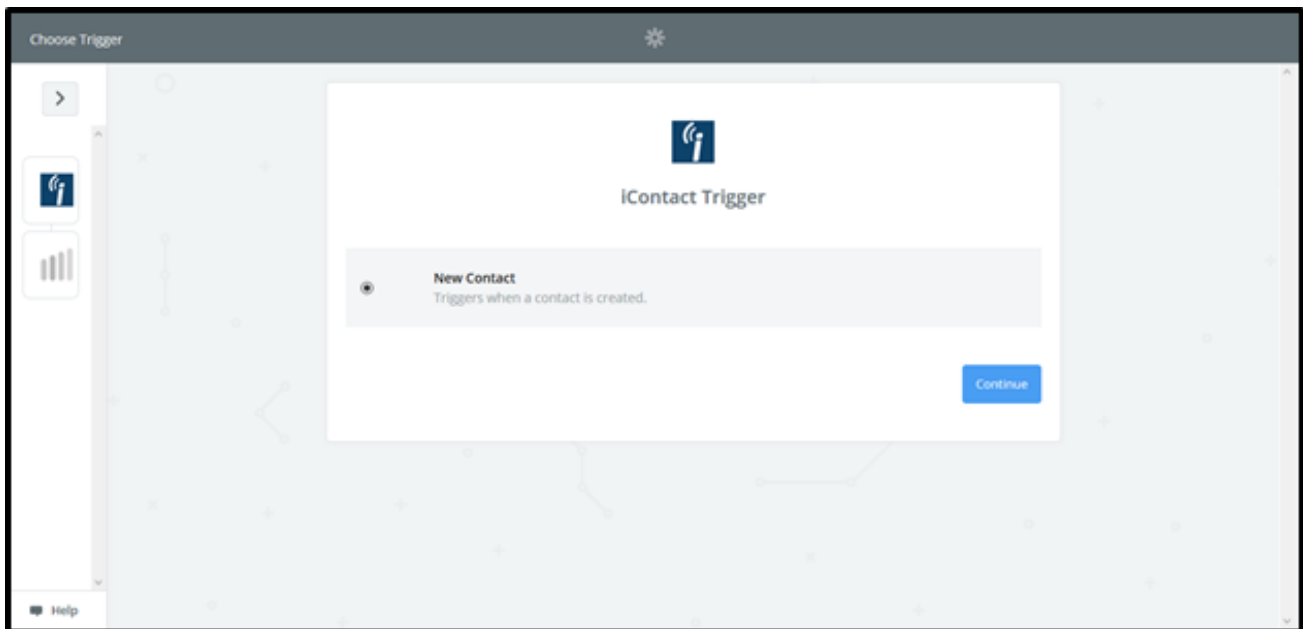 Choose Trigger
iContact Trigger
New Contact
Triggers when a contact is created.
Continue
Help